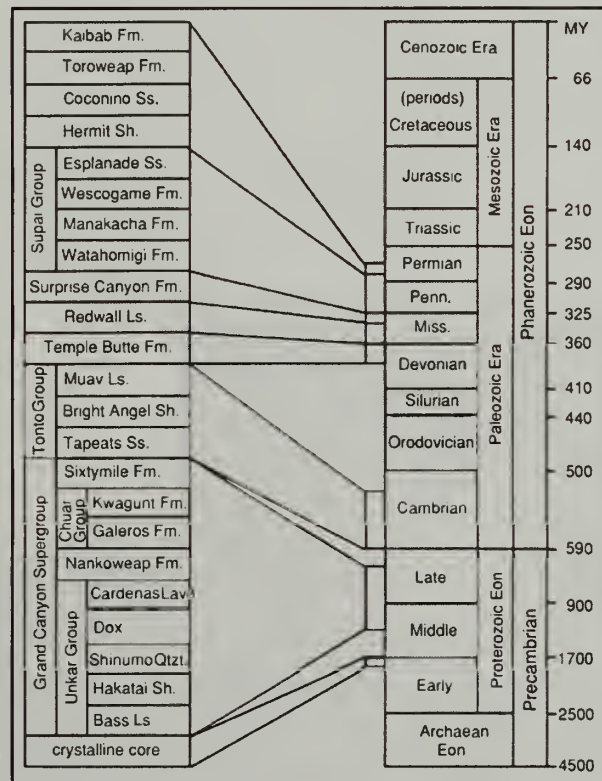 Kaibab Fm.
Toroweap Fm.
Coconino Ss.
Hermit Sh.
Supai Group
Esplanade Ss.
Wescogame Fm.
Manakacha Fm.
Watahomigi Fm.
Surprise Canyon Fm.
Redwall Ls.
Temple Butte Fm.
Tonto Group
Muav Ls.
Bright Angel Sh.
Tapeats Ss.
Grand Canyon Supergroup
Sixtymile Fm.
Chuar Group
Kwagunt Fm.
Galeros Fm.
Nankoweap Fm.
Unkar Group
Cardenas Lava
Dox
Shinumo Qtzt.
Hakatai Sh.
Bass Ls
crystalline core
MY
Cenozoic Era
66
(periods)
Cretaceous
140
Jurassic
210
Triassic
250
Mesozoic Era
Permian
290
Penn.
325
Miss.
360
Devonian
410
Silurian
440
Orodovician
500
Cambrian
590
Paleozoic Era
Phanerozoic Eon
Late
900
Middle
1700
Early
2500
Proterozoic Eon
Archaean
Eon
4500
Precambrian